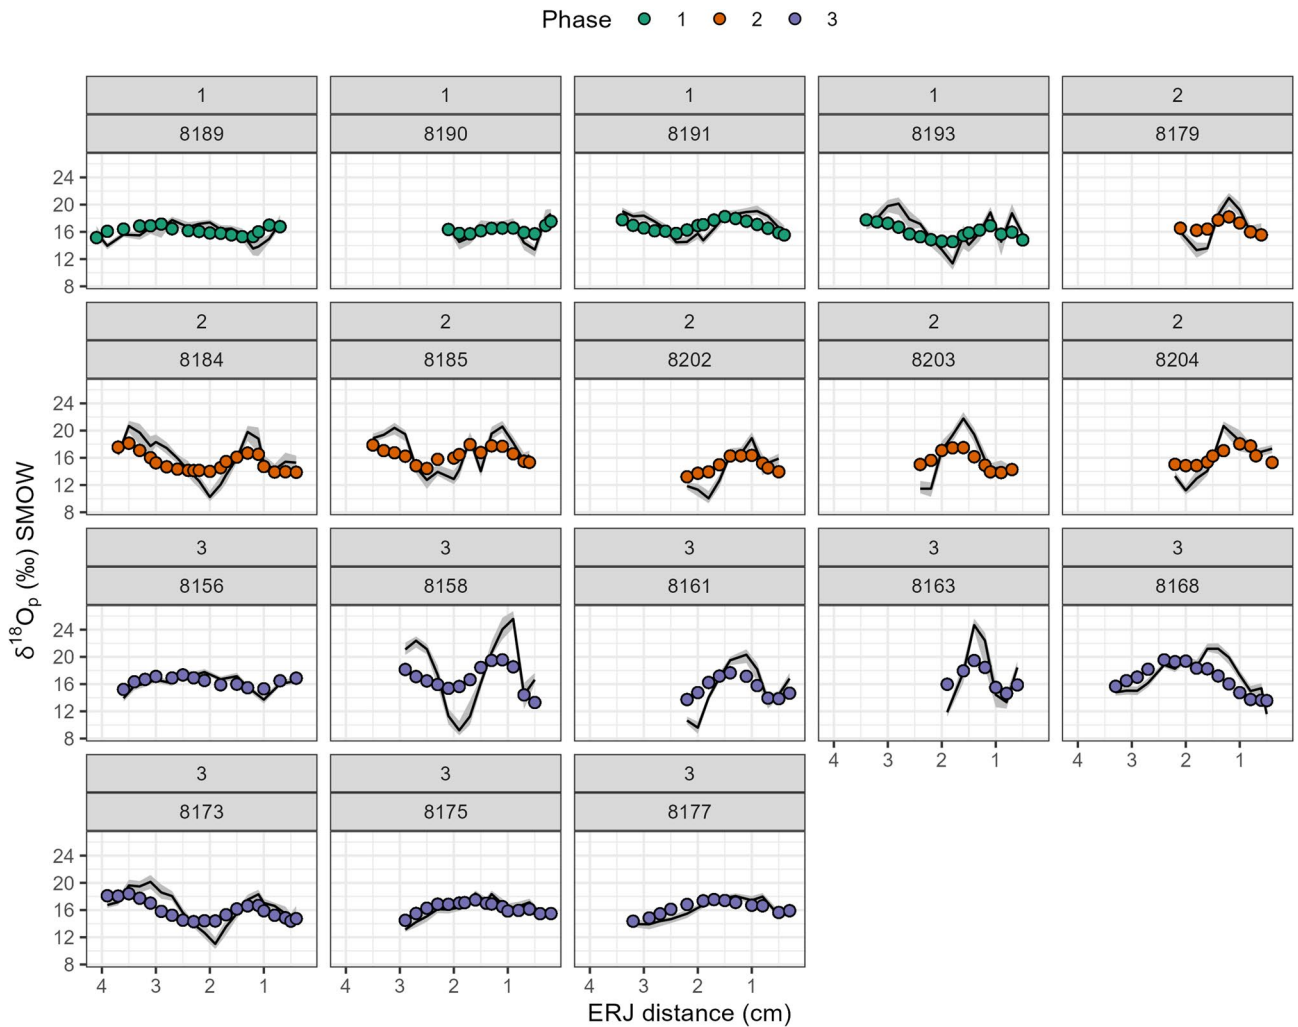 Phase 1 2 3
1 1 1 1 2
8189 8190 8191 8193 8179
24
20
16
12
8
2 2 2 2 2
8184 8185 8202 8203 8204
24
20
16
12
8
3 3 3 3 3
8156 8158 8161 8163 8168
24
20
16
12
8
4 3 2 1 4 3 2 1
3 3 3
8173 8175 8177
24
20
16
12
8
4 3 2 1 4 3 2 1 4 3 2 1
ERJ distance (cm)
δ¹⁸Oₚ (‰) SMOW